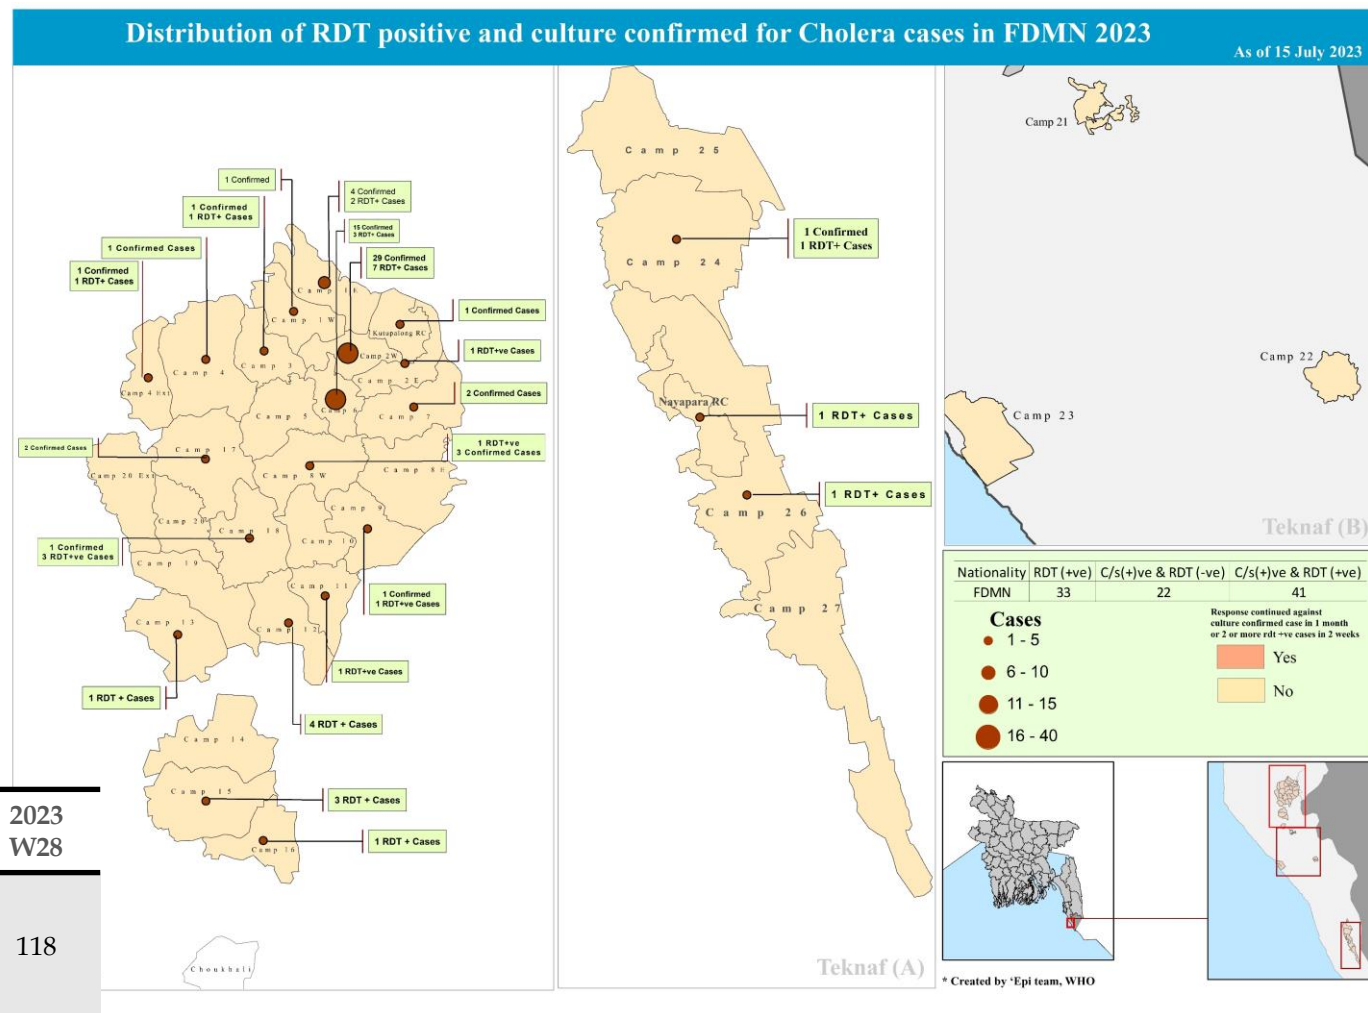 Distribution of RDT positive and culture confirmed for Cholera cases in FDMN 2023
As of 15 July 2023
1 Confirmed
4 Confirmed
2 RDT+ Cases
1 Confirmed
1 RDT+ Cases
15 Confirmed
3 RDT+ Cases
1 Confirmed Cases
29 Confirmed
7 RDT+ Cases
1 Confirmed
1 RDT+ Cases
1 Confirmed Cases
1 RDT+ve Cases
2 Confirmed Cases
1 RDT+ve
3 Confirmed Cases
2 Confirmed Cases
1 Confirmed
3 RDT+ve Cases
1 Confirmed
1 RDT+ve Cases
1 RDT+ve Cases
1 RDT + Cases
4 RDT + Cases
3 RDT + Cases
1 RDT + Cases
Camp 1E
Camp 1W
Kutupalong RC
Camp 2W
Camp 3
Camp 4
Camp 2E
Camp 4 Ext
Camp 5
Camp 6
Camp 7
Camp 17
Camp 20 Ext
Camp 8W
Camp 8E
Camp 9
Camp 20
Camp 18
Camp 10
Camp 19
Camp 11
Camp 13
Camp 12
Camp 14
Camp 15
Camp 16
Choukhali
2023
W28
118
Camp 25
Camp 24
1 Confirmed
1 RDT+ Cases
Nayapara RC
1 RDT+ Cases
1 RDT+ Cases
Camp 26
Camp 27
Teknaf (A)
Camp 21
Camp 22
Camp 23
Teknaf (B)
Nationality RDT (+ve) C/s(+)ve & RDT (-ve) C/s(+)ve & RDT (+ve)
FDMN 33 22 41
Cases
1 - 5
6 - 10
11 - 15
16 - 40
Response continued against
culture confirmed case in 1 month
or 2 or more rdt +ve cases in 2 weeks
Yes
No
* Created by ‘Epi team, WHO